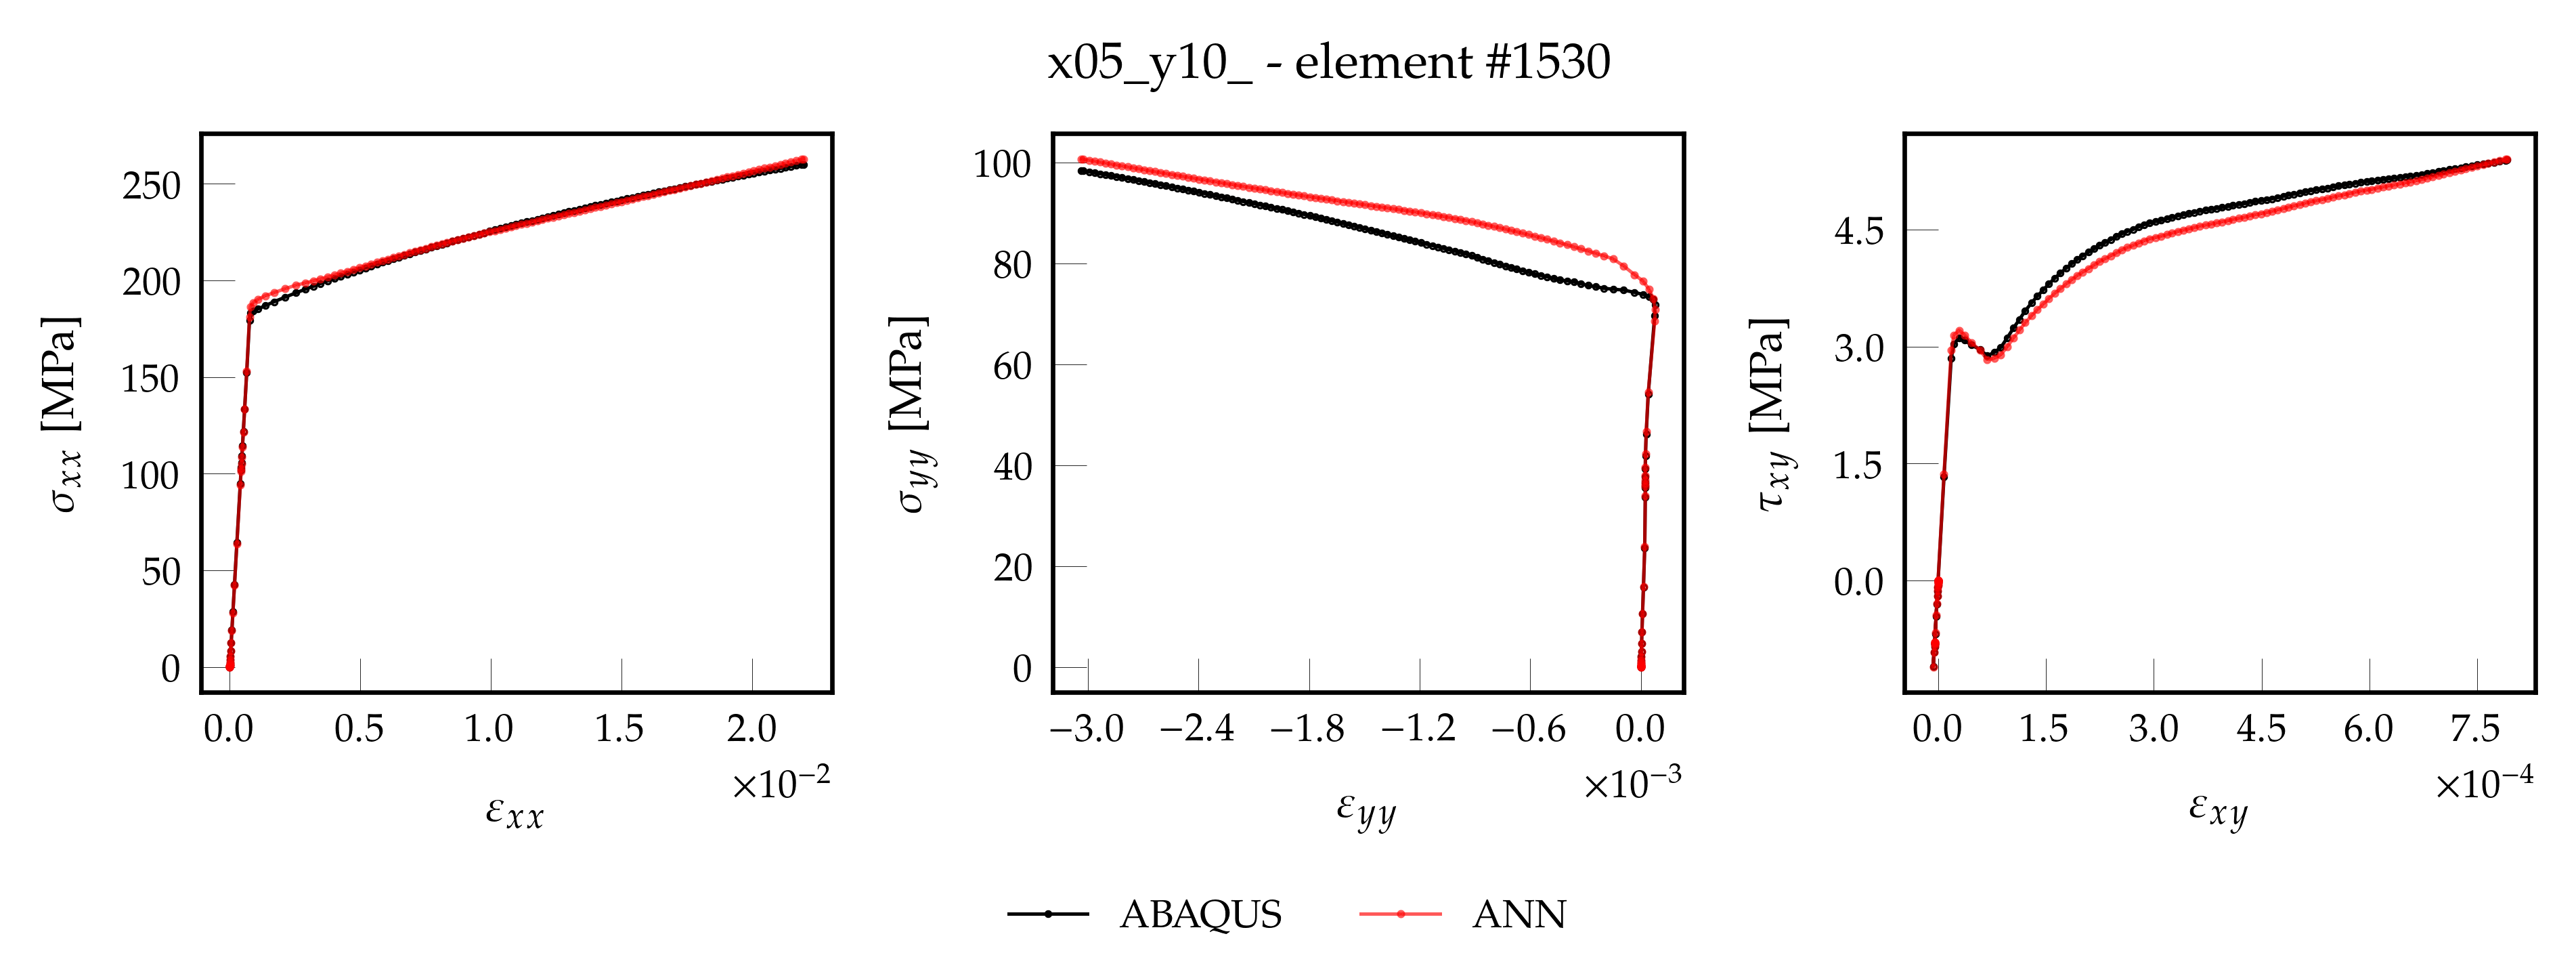 x05_y10_ - element #1530
σxx [MPa]
250
200
150
100
50
0
0.0 0.5 1.0 1.5 2.0
×10⁻²
εxx
σyy [MPa]
100
80
60
40
20
0
−3.0 −2.4 −1.8 −1.2 −0.6 0.0
×10⁻³
εyy
τxy [MPa]
4.5
3.0
1.5
0.0
0.0 1.5 3.0 4.5 6.0 7.5
×10⁻⁴
εxy
ABAQUS ANN